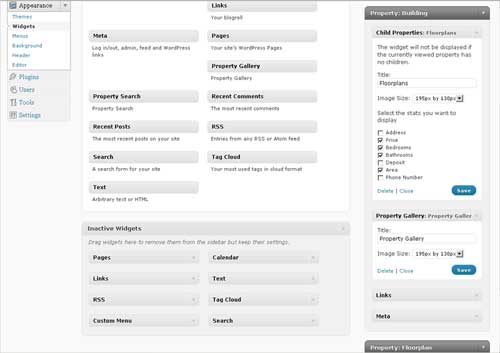 Appearance
Themes
Widgets
Menus
Background
Header
Editor
Plugins
Users
Tools
Settings
Links
Your blogroll
Meta
Log in/out, admin, feed and WordPress links
Pages
Your site's WordPress Pages
Property Gallery
Property Gallery
Property Search
Property Search
Recent Comments
The most recent comments
Recent Posts
The most recent posts on your site
RSS
Entries from any RSS or Atom feed
Search
A search form for your site
Tag Cloud
Your most used tags in cloud format
Text
Arbitrary text or HTML
Inactive Widgets
Drag widgets here to remove them from the sidebar but keep their settings.
Pages
Calendar
Links
Text
RSS
Tag Cloud
Custom Menu
Search
Property: Building
Child Properties: Floorplans
The widget will not be displayed if
the currently viewed property has
no children.
Title:
Floorplans
Image Size: 195px by 130px
Select the stats you want to
display
Address
Price
Bedrooms
Bathrooms
Deposit
Area
Phone Number
Delete | Close
Save
Property Gallery: Property Galler
Title:
Property Gallery
Image Size: 195px by 130px
Delete | Close
Save
Links
Meta
Property: Floorplan